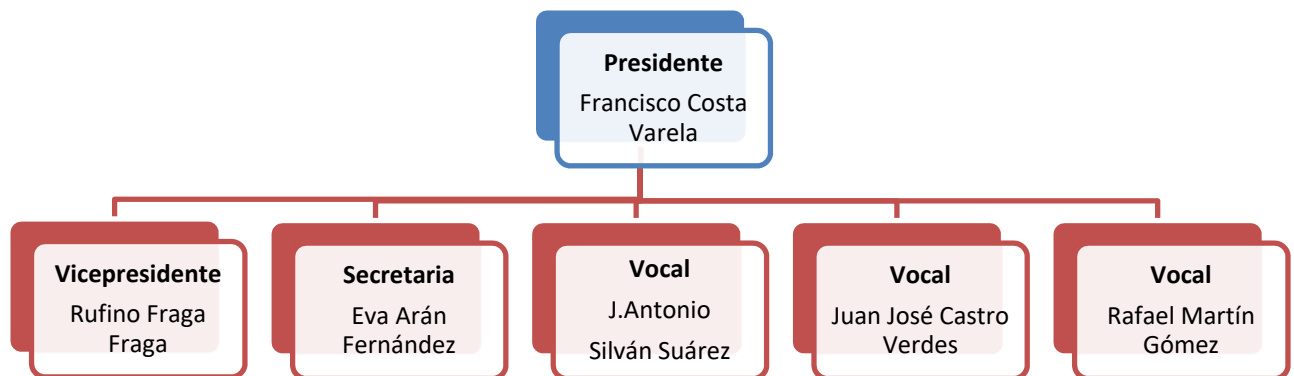 Presidente
Francisco Costa
Varela
Vicepresidente
Rufino Fraga
Fraga
Secretaria
Eva Arán
Fernández
Vocal
J.Antonio
Silván Suárez
Vocal
Juan José Castro
Verdes
Vocal
Rafael Martín
Gómez